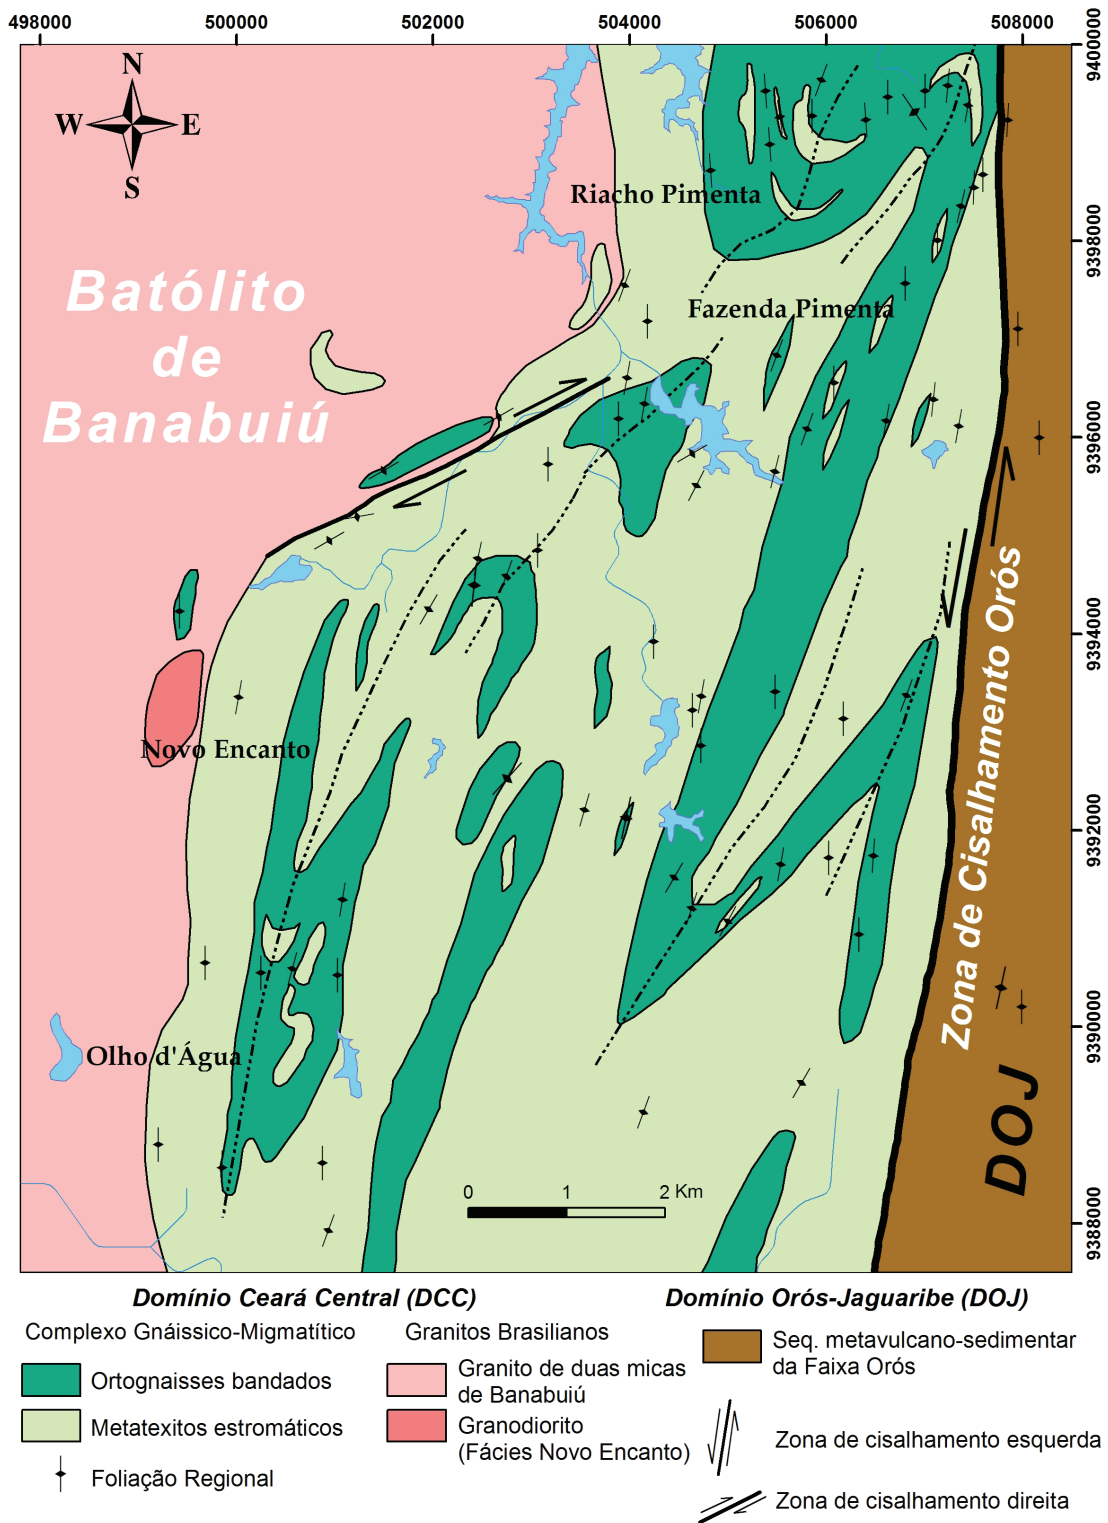 498000 500000 502000 504000 506000 508000
9400000
9398000
9396000
9394000
9392000
9390000
9388000
N
W E
S
Riacho Pimenta
Fazenda Pimenta
Batólito
de
Banabuiú
Novo Encanto
Olho d'Água
Zona de Cisalhamento Orós
DOJ
0 1 2 Km
Domínio Ceará Central (DCC)
Complexo Gnáissico-Migmatítico
Ortognaisses bandados
Metatexitos estromáticos
Foliação Regional
Granitos Brasilianos
Granito de duas micas
de Banabuiú
Granodiorito
(Fácies Novo Encanto)
Domínio Orós-Jaguaribe (DOJ)
Seq. metavulcano-sedimentar
da Faixa Orós
Zona de cisalhamento esquerda
Zona de cisalhamento direita